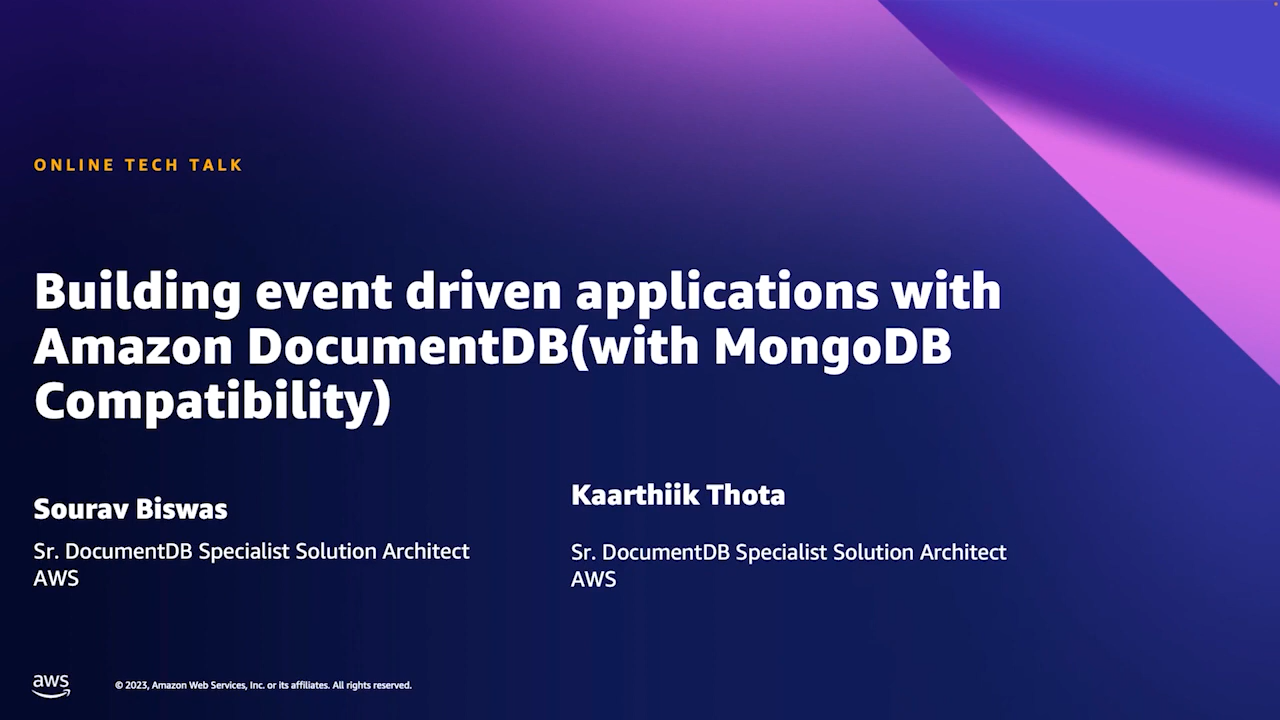 ONLINE TECH TALK
Building event driven applications with
Amazon DocumentDB(with MongoDB
Compatibility)
Sourav Biswas
Sr. DocumentDB Specialist Solution Architect
AWS
Kaarthiik Thota
Sr. DocumentDB Specialist Solution Architect
AWS
aws
© 2023, Amazon Web Services, Inc. or its affiliates. All rights reserved.